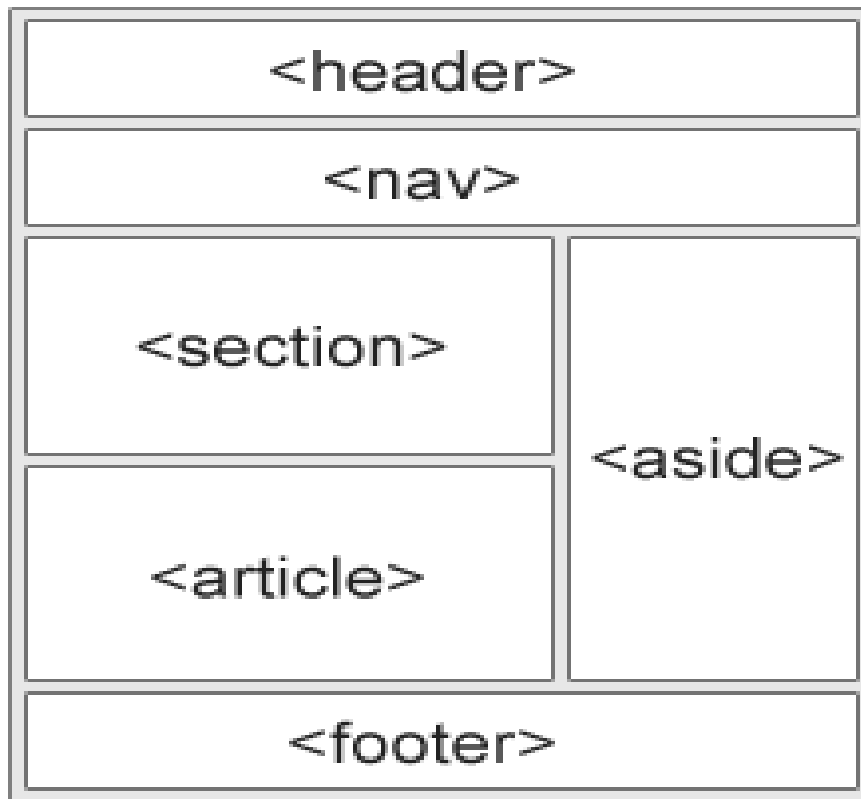 <header>
<nav>
<section>
<aside>
<article>
<footer>